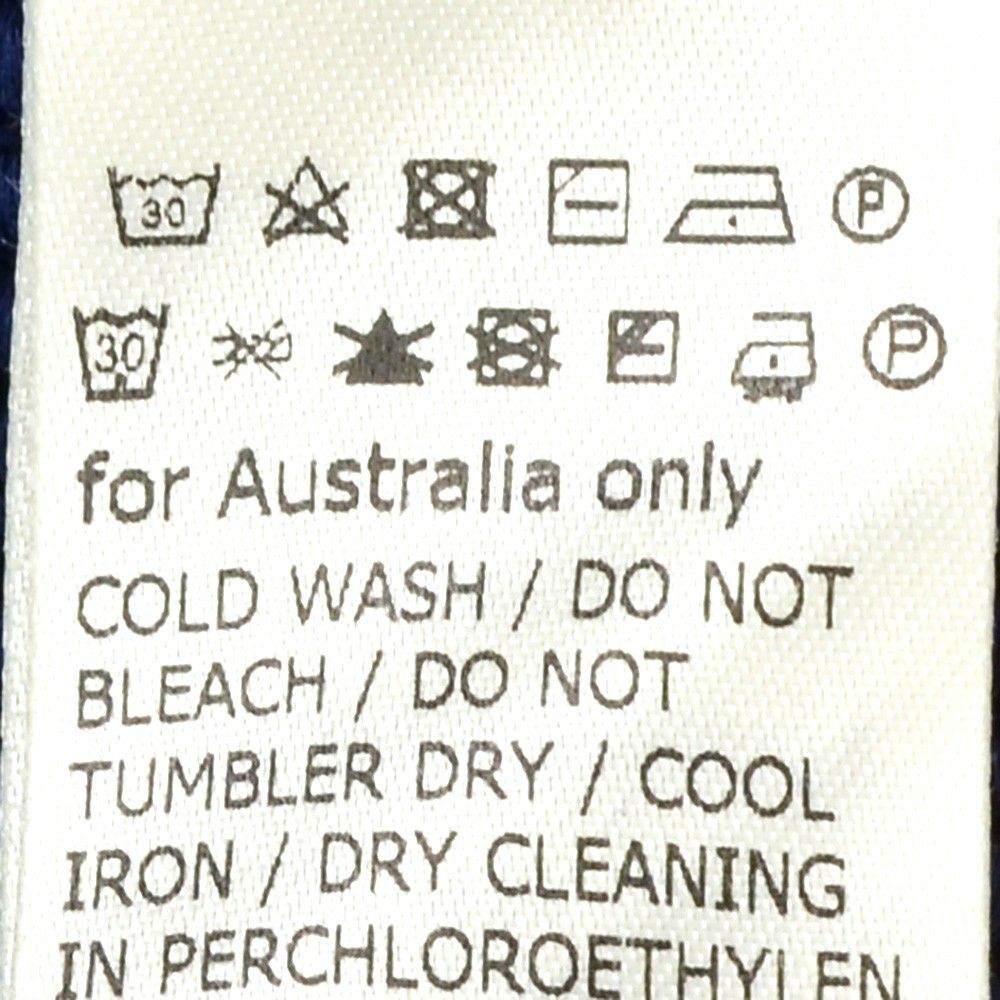 30 P
30 P
for Australia only
COLD WASH / DO NOT
BLEACH / DO NOT
TUMBLER DRY / COOL
IRON / DRY CLEANING
IN PERCHLOROETHYLEN